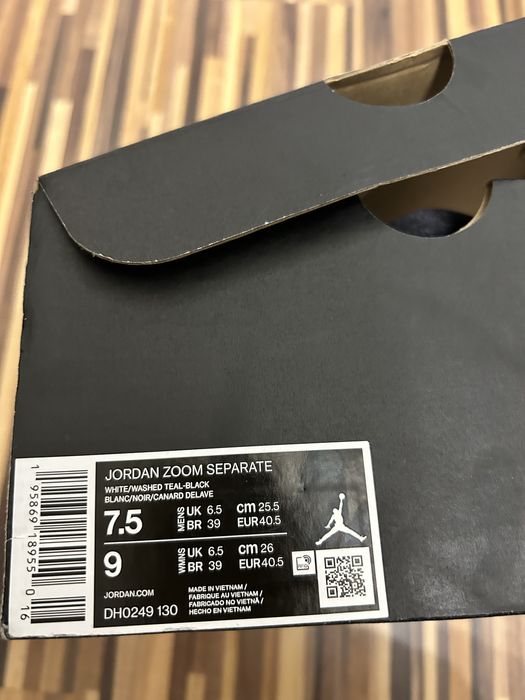 JORDAN ZOOM SEPARATE
WHITE/WASHED TEAL-BLACK
BLANC/NOIR/CANARD DELAVE
7.5 MENS UK 6.5 cm 25.5
BR 39 EUR 40.5
9 WMNS UK 6.5 cm 26
BR 39 EUR 40.5
JORDAN.COM
DH0249 130
MADE IN VIETNAM /
FABRIQUE AU VIETNAM /
FABRICADO NO VIETNÃ /
HECHO EN VIETNAM
1 95869 18955 0 16